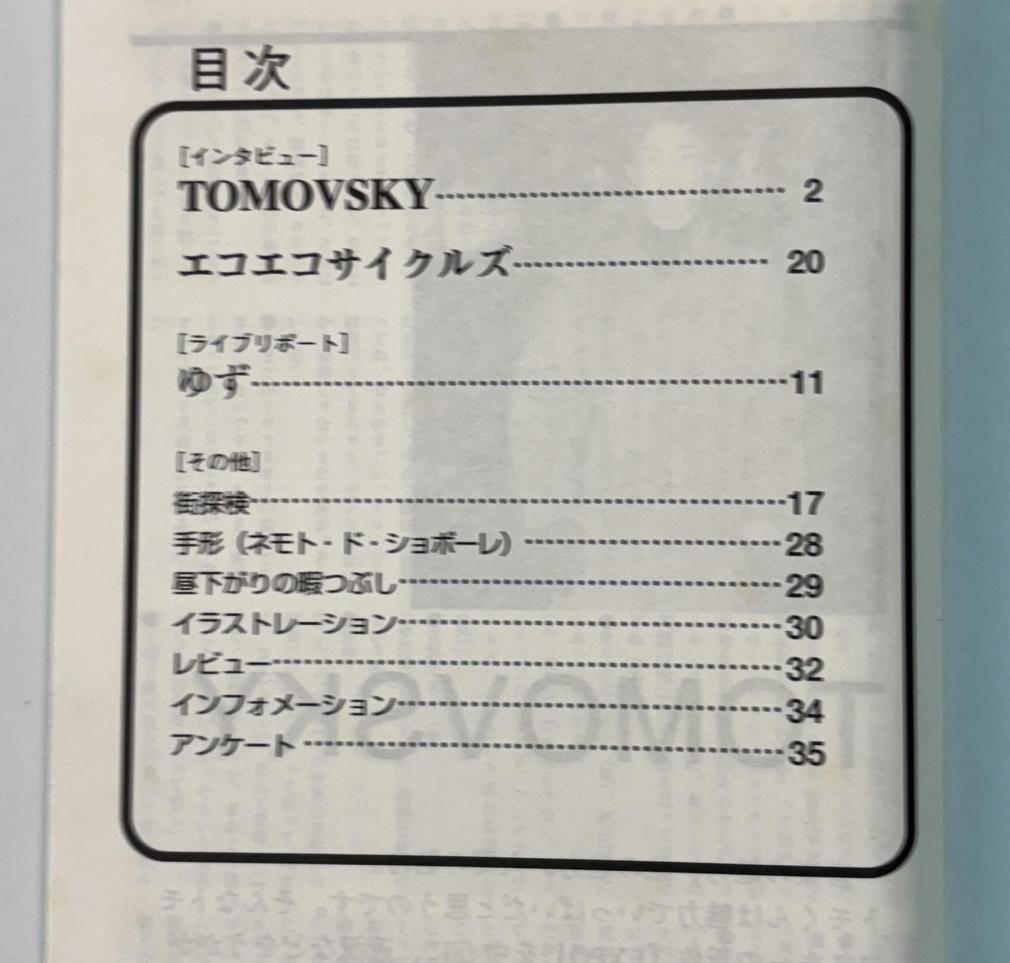 目次
[インタビュー]
TOMOVSKY 2
エコエコサイクルズ 20
[ライブリポート]
ゆず 11
[その他]
街探検 17
手形（ネモト・ド・ショボーレ） 28
昼下がりの暇つぶし 29
イラストレーション 30
レビュー 32
インフォメーション 34
アンケート 35